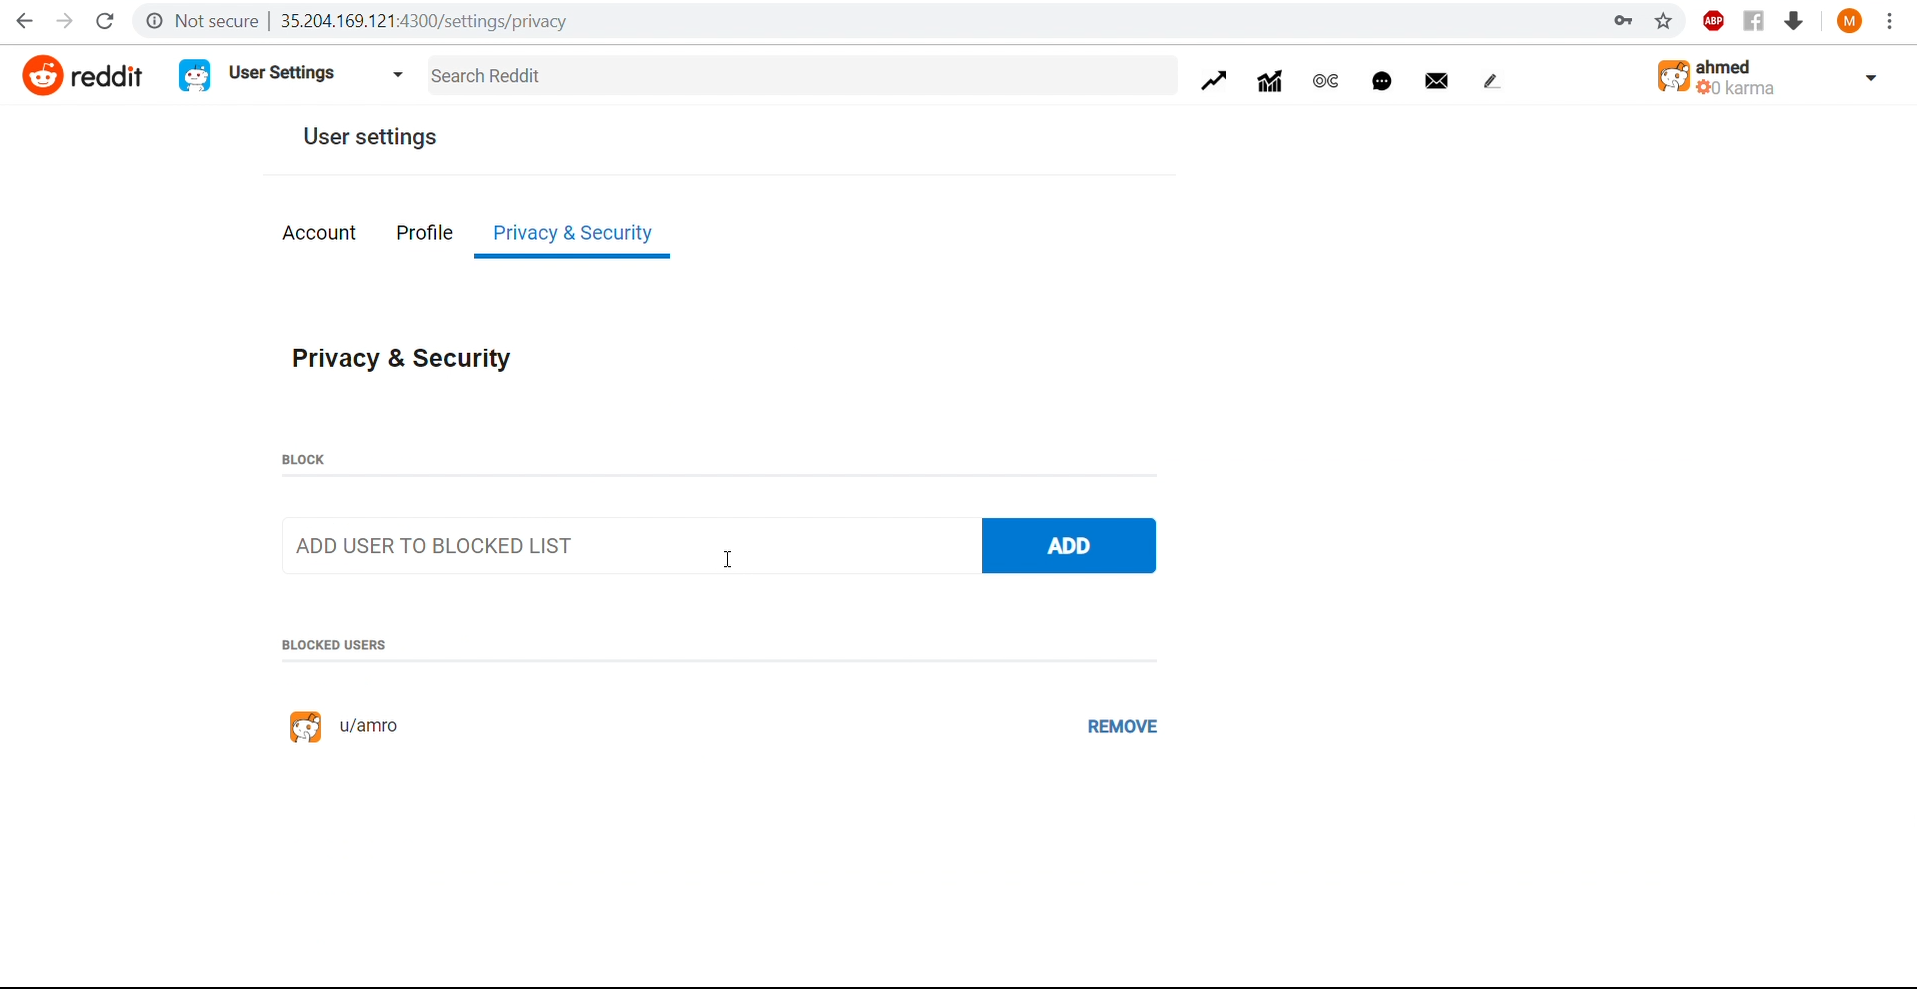 Not secure | 35.204.169.121:4300/settings/privacy
ABP
M
reddit
User Settings
Search Reddit
OC
ahmed
0 karma
User settings
Account Profile Privacy & Security
Privacy & Security
BLOCK
ADD USER TO BLOCKED LIST
ADD
BLOCKED USERS
u/amro
REMOVE